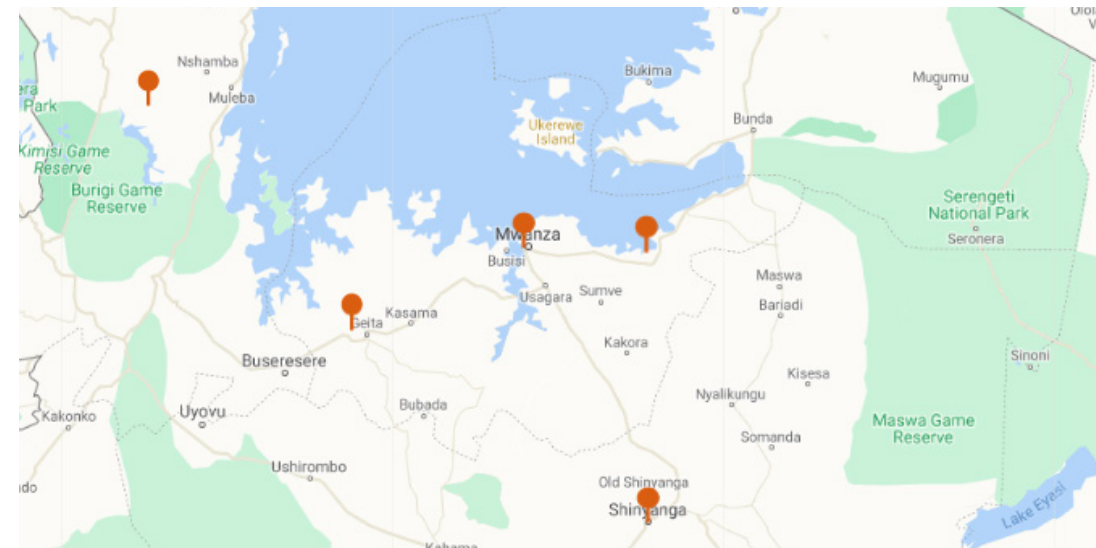 Nshamba
Muleba
Park
Kimisi Game
Reserve
Burigi Game
Reserve
Bukima
Ukerewe
Island
Bunda
Mugumu
Serengeti
National Park
Seronera
Mwanza
Busisi
Usagara
Sumve
Maswa
Bariadi
Kasama
Geita
Kakora
Buseresere
Kisesa
Sinoni
Nyalikungu
Kakonko
Uyovu
Bubada
Maswa Game
Reserve
Somanda
Ushirombo
Old Shinyanga
Shinyanga
Lake Eyasi
Kahama